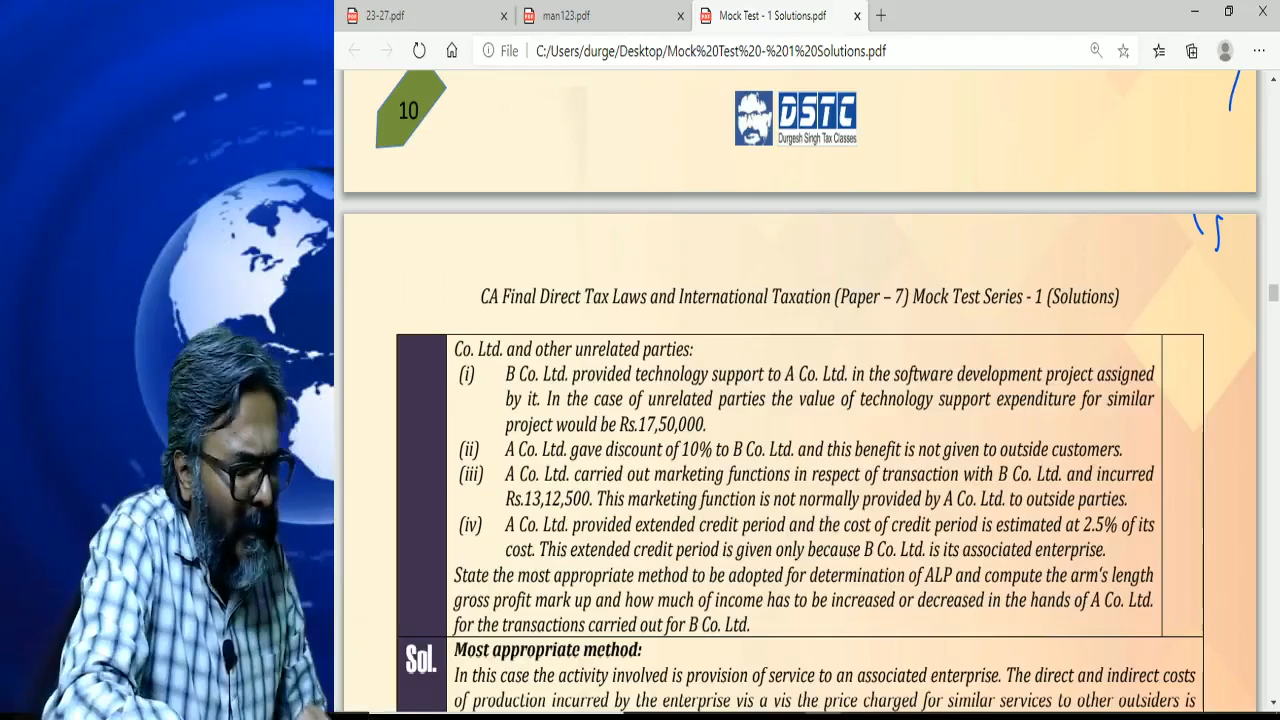 23-27.pdf
man123.pdf
Mock Test - 1 Solutions.pdf
File
C:/Users/durge/Desktop/Mock%20Test%20-%201%20Solutions.pdf
10
DSTC
Durgesh Singh Tax Classes
CA Final Direct Tax Laws and International Taxation (Paper – 7) Mock Test Series - 1 (Solutions)
Co. Ltd. and other unrelated parties:
(i) B Co. Ltd. provided technology support to A Co. Ltd. in the software development project assigned
by it. In the case of unrelated parties the value of technology support expenditure for similar
project would be Rs.17,50,000.
(ii) A Co. Ltd. gave discount of 10% to B Co. Ltd. and this benefit is not given to outside customers.
(iii) A Co. Ltd. carried out marketing functions in respect of transaction with B Co. Ltd. and incurred
Rs.13,12,500. This marketing function is not normally provided by A Co. Ltd. to outside parties.
(iv) A Co. Ltd. provided extended credit period and the cost of credit period is estimated at 2.5% of its
cost. This extended credit period is given only because B Co. Ltd. is its associated enterprise.
State the most appropriate method to be adopted for determination of ALP and compute the arm's length
gross profit mark up and how much of income has to be increased or decreased in the hands of A Co. Ltd.
for the transactions carried out for B Co. Ltd.
Sol.
Most appropriate method:
In this case the activity involved is provision of service to an associated enterprise. The direct and indirect costs
of production incurred by the enterprise vis a vis the price charged for similar services to other outsiders is